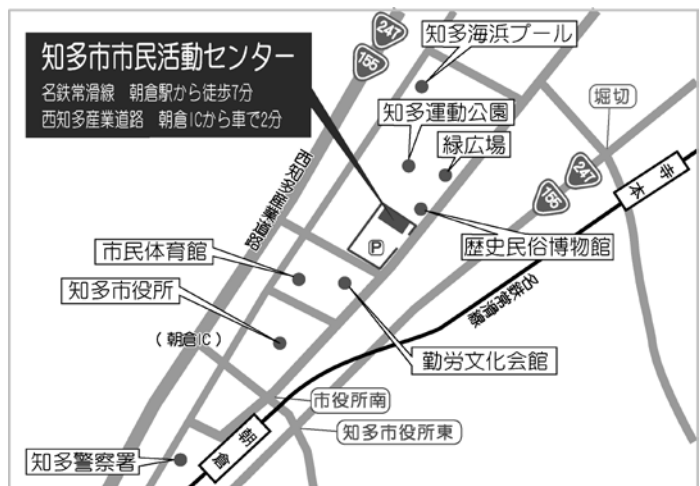 知多市市民活動センター
名鉄常滑線 朝倉駅から徒歩7分
西知多産業道路 朝倉ICから車で2分
247
155
知多海浜プール
知多運動公園
緑広場
堀切
247
155
寺本
西知多産業道路
P
歴史民俗博物館
市民体育館
知多市役所
名鉄常滑線
(朝倉IC)
勤労文化会館
市役所南
知多市役所東
朝倉
知多警察署